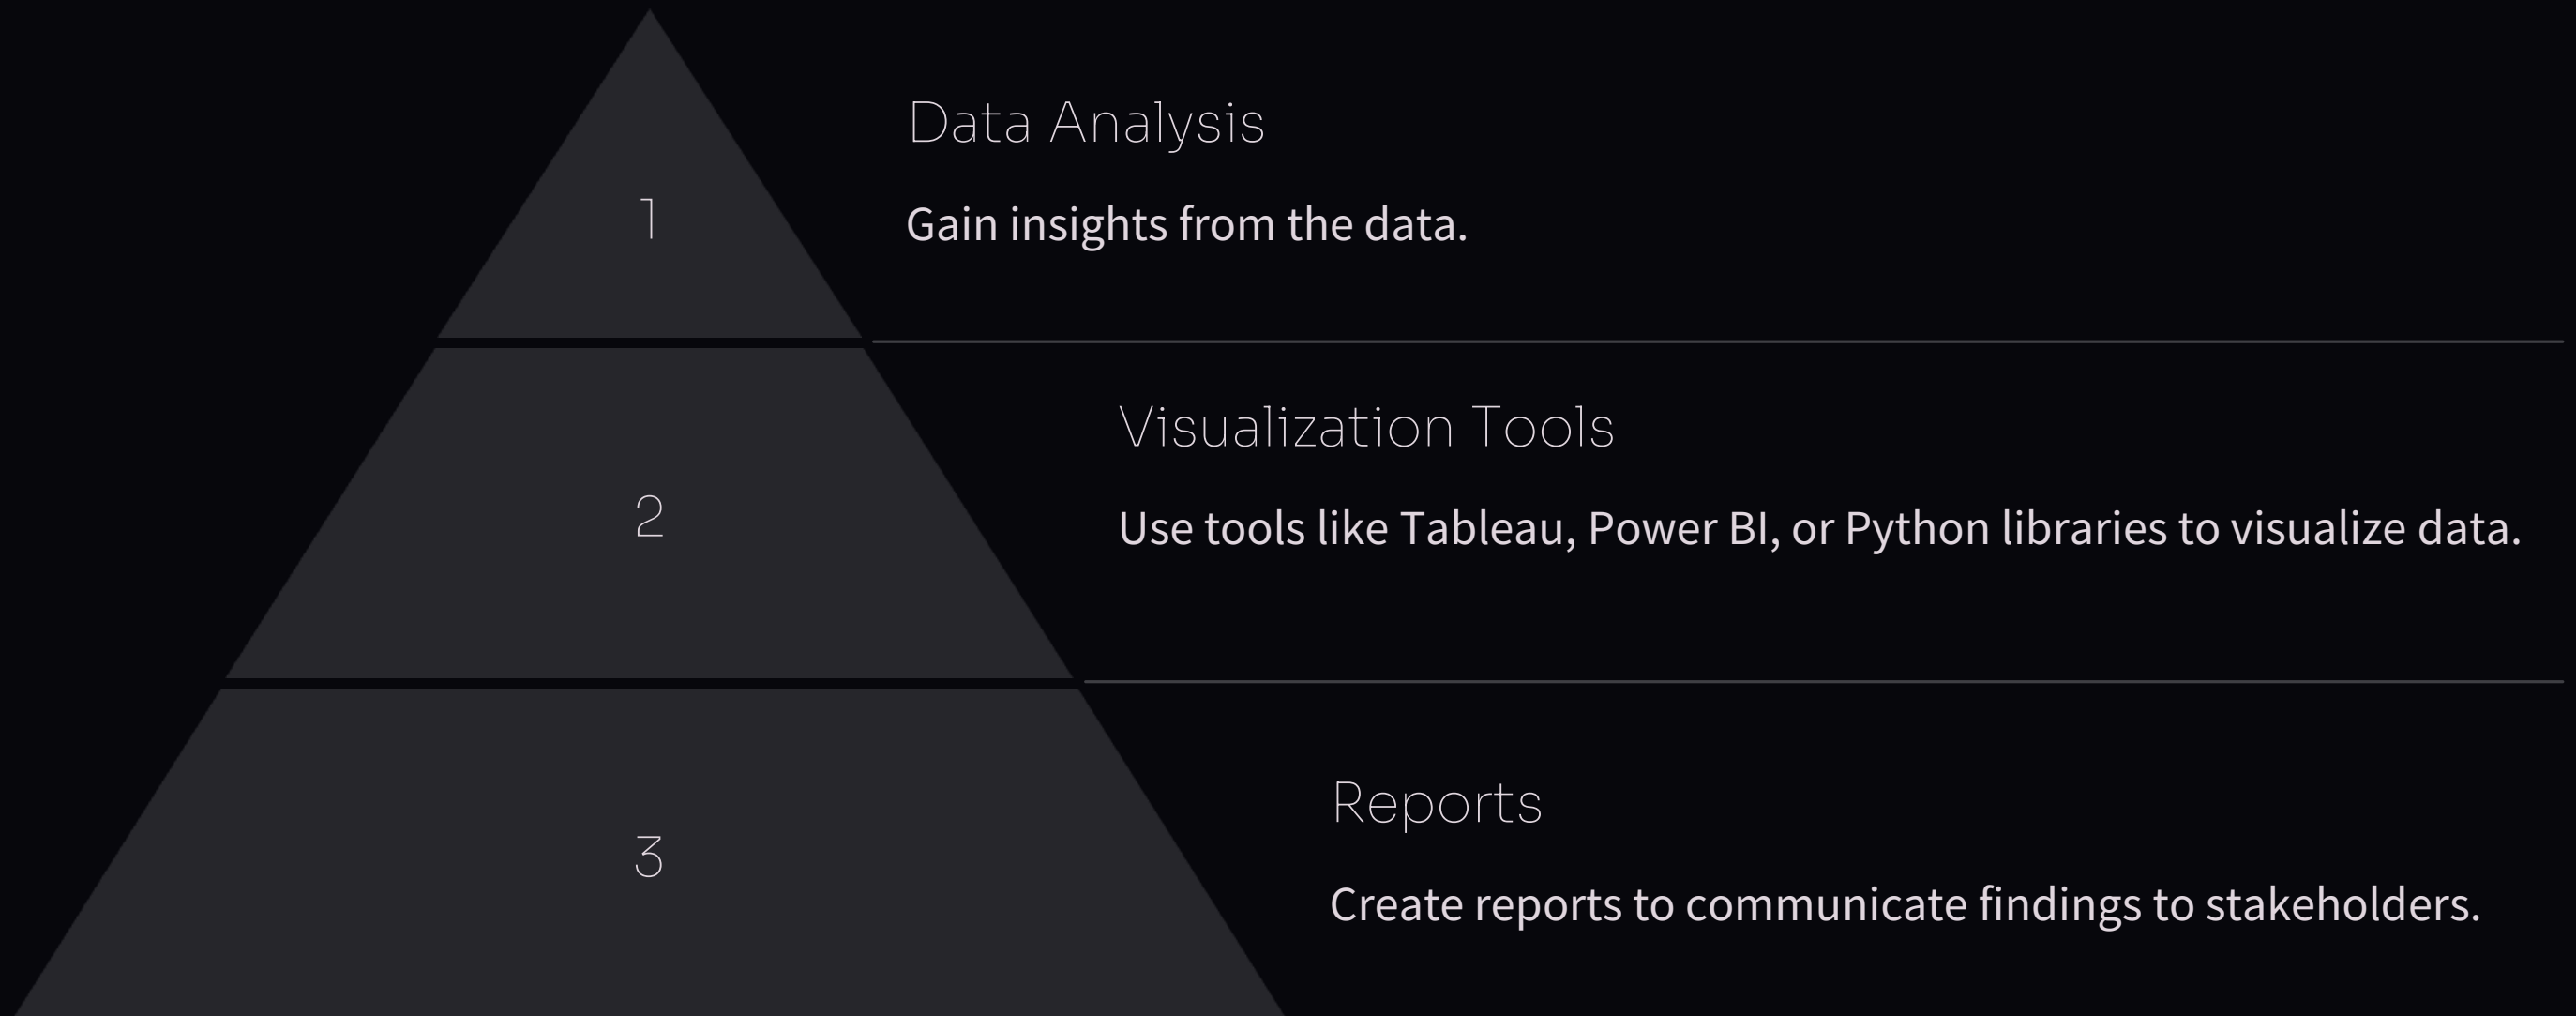 1
Data Analysis
Gain insights from the data.
2
Visualization Tools
Use tools like Tableau, Power BI, or Python libraries to visualize data.
3
Reports
Create reports to communicate findings to stakeholders.